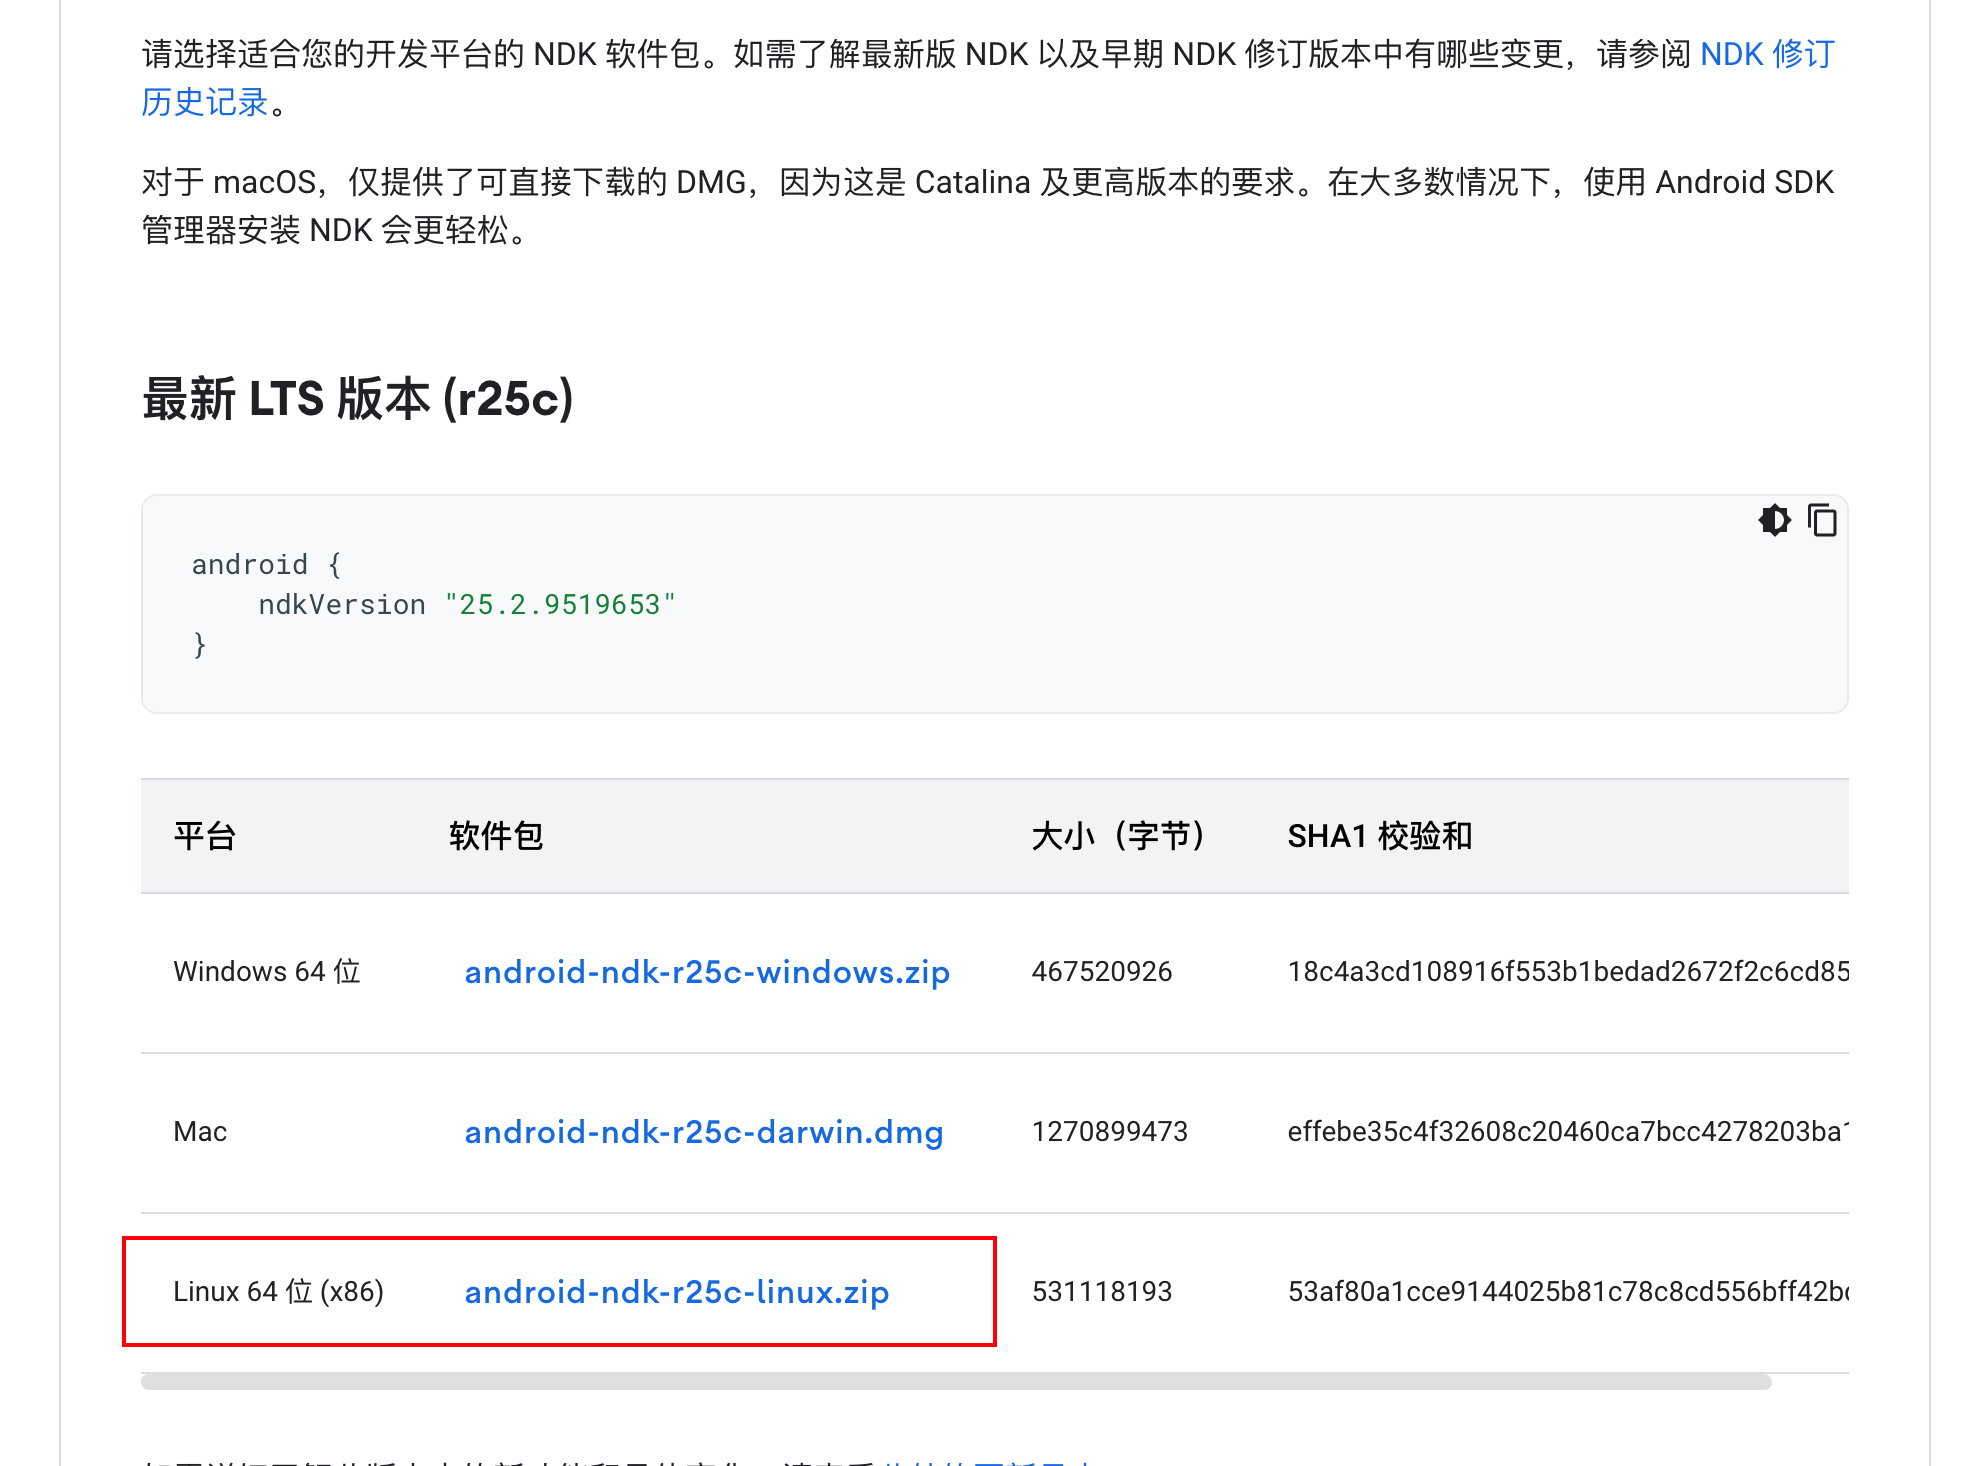 请选择适合您的开发平台的 NDK 软件包。如需了解最新版 NDK 以及早期 NDK 修订版本中有哪些变更，请参阅 NDK 修订
历史记录。
对于 macOS，仅提供了可直接下载的 DMG，因为这是 Catalina 及更高版本的要求。在大多数情况下，使用 Android SDK
管理器安装 NDK 会更轻松。
最新 LTS 版本 (r25c)
android {
    ndkVersion "25.2.9519653"
}
平台 软件包 大小（字节） SHA1 校验和
Windows 64 位 android-ndk-r25c-windows.zip 467520926 18c4a3cd108916f553b1bedad2672f2c6cd85
Mac android-ndk-r25c-darwin.dmg 1270899473 effebe35c4f32608c20460ca7bcc4278203ba
Linux 64 位 (x86) android-ndk-r25c-linux.zip 531118193 53af80a1cce9144025b81c78c8cd556bff42b